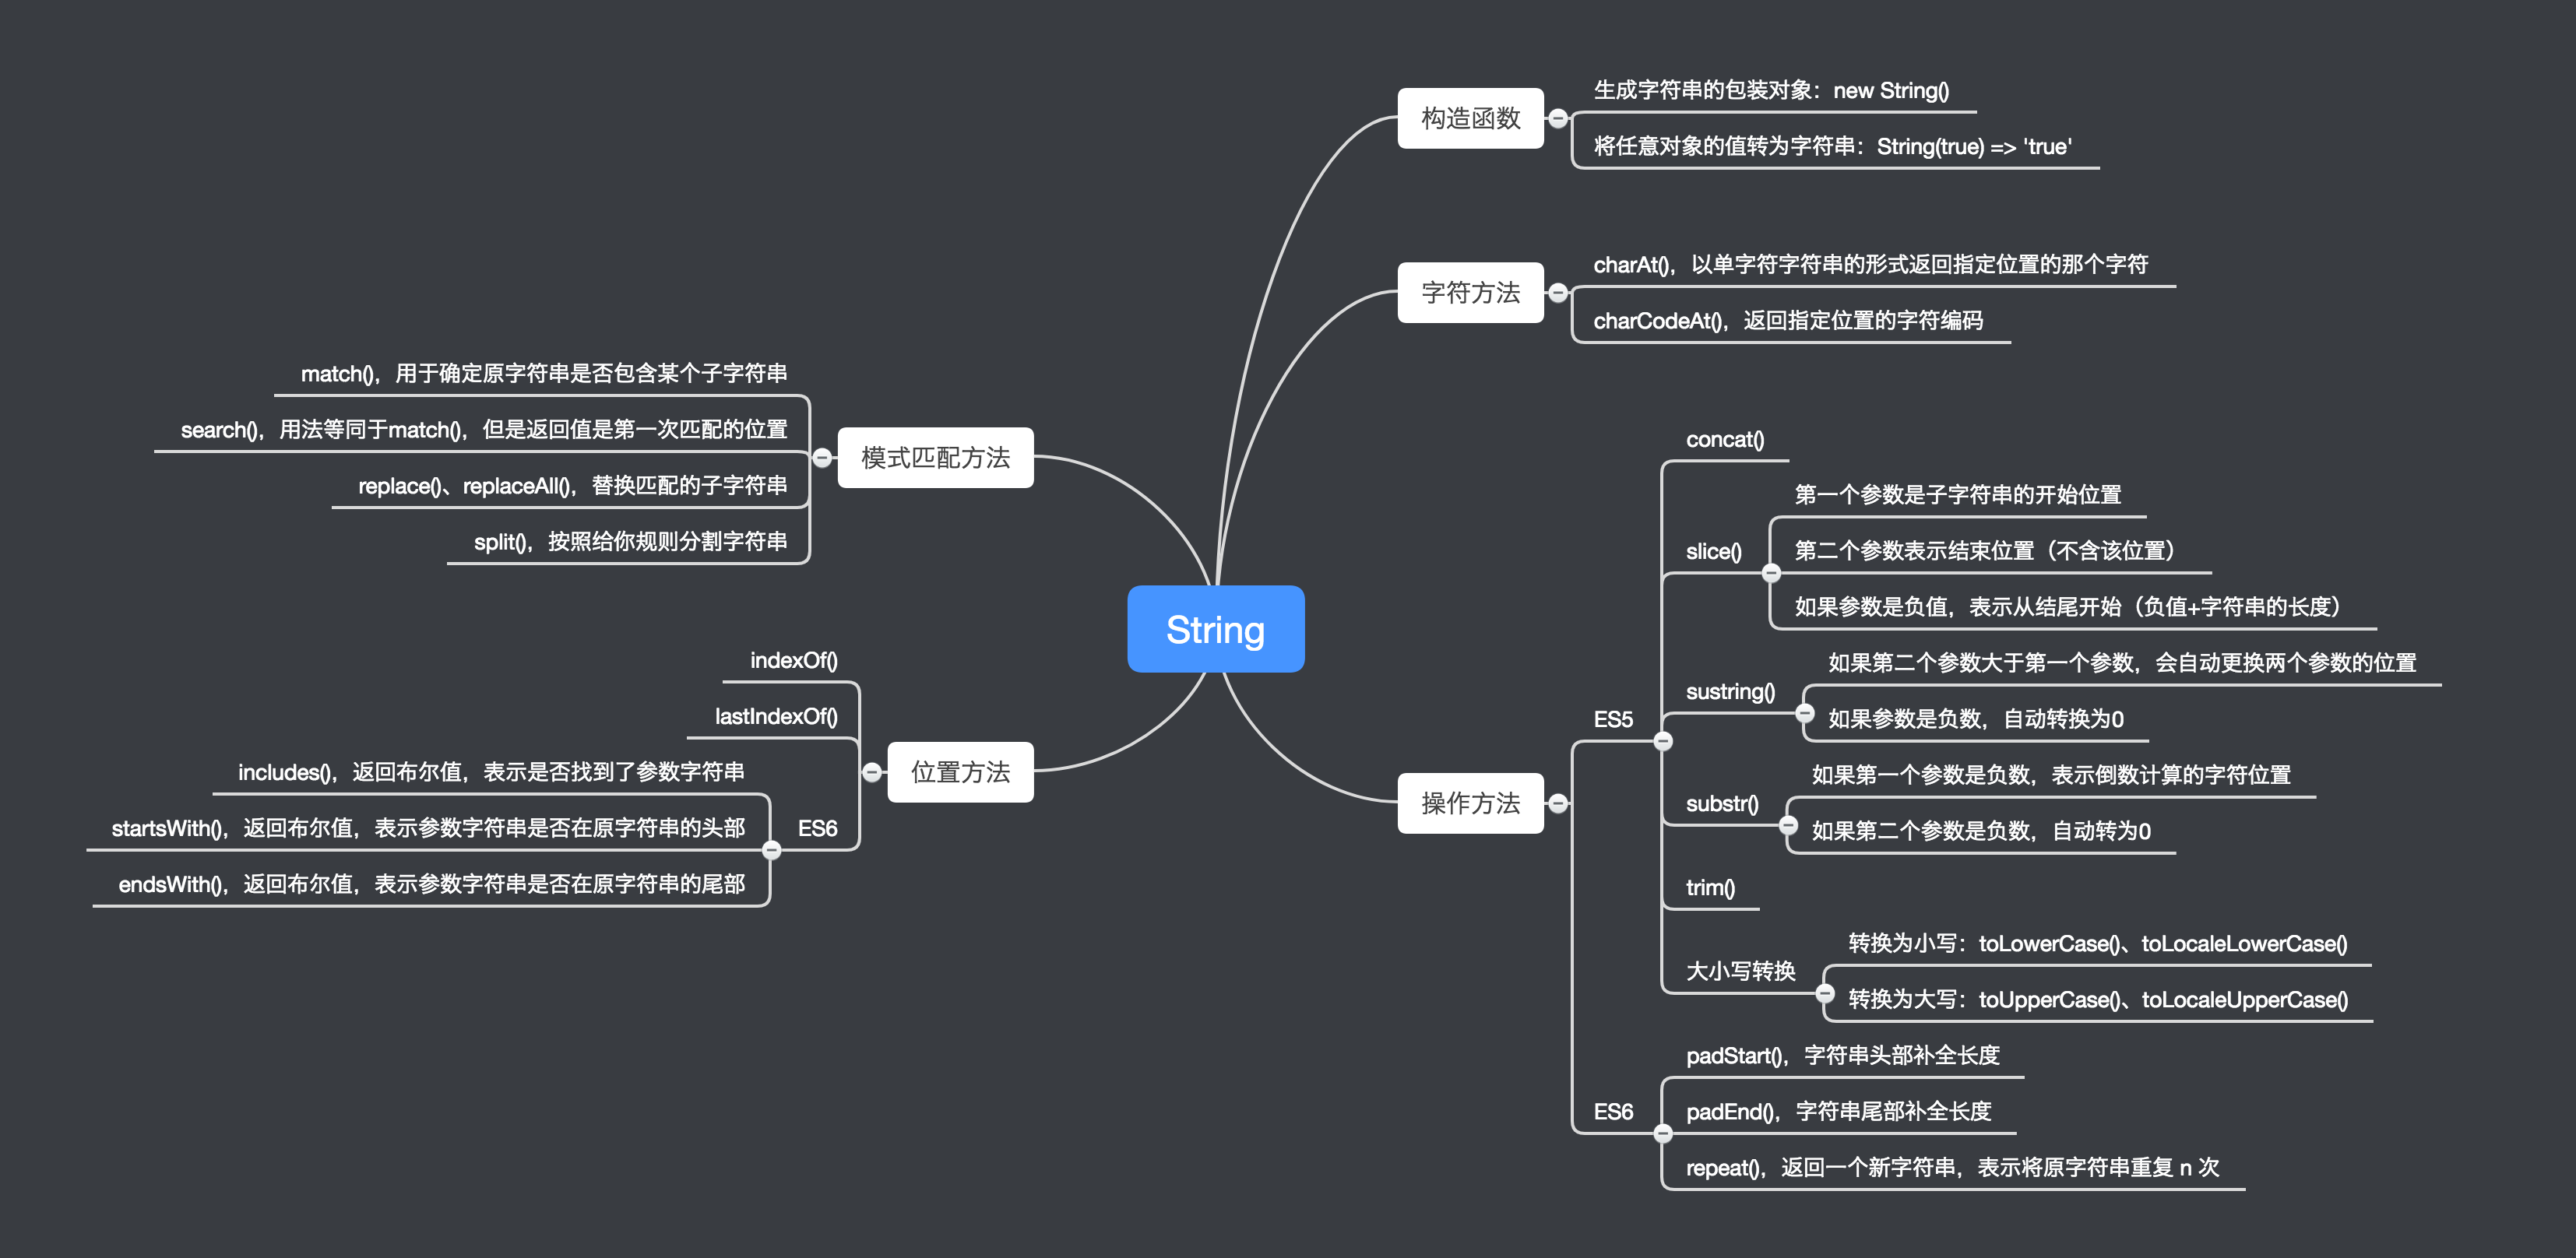 String
构造函数
生成字符串的包装对象：new String()
将任意对象的值转为字符串：String(true) => 'true'
字符方法
charAt()，以单字符字符串的形式返回指定位置的那个字符
charCodeAt()，返回指定位置的字符编码
操作方法
ES5
concat()
slice()
第一个参数是子字符串的开始位置
第二个参数表示结束位置（不含该位置）
如果参数是负值，表示从结尾开始（负值+字符串的长度）
sustring()
如果第二个参数大于第一个参数，会自动更换两个参数的位置
如果参数是负数，自动转换为0
substr()
如果第一个参数是负数，表示倒数计算的字符位置
如果第二个参数是负数，自动转为0
trim()
大小写转换
转换为小写：toLowerCase()、toLocaleLowerCase()
转换为大写：toUpperCase()、toLocaleUpperCase()
ES6
padStart()，字符串头部补全长度
padEnd()，字符串尾部补全长度
repeat()，返回一个新字符串，表示将原字符串重复 n 次
模式匹配方法
match()，用于确定原字符串是否包含某个子字符串
search()，用法等同于match()，但是返回值是第一次匹配的位置
replace()、replaceAll()，替换匹配的子字符串
split()，按照给你规则分割字符串
位置方法
indexOf()
lastIndexOf()
ES6
includes()，返回布尔值，表示是否找到了参数字符串
startsWith()，返回布尔值，表示参数字符串是否在原字符串的头部
endsWith()，返回布尔值，表示参数字符串是否在原字符串的尾部